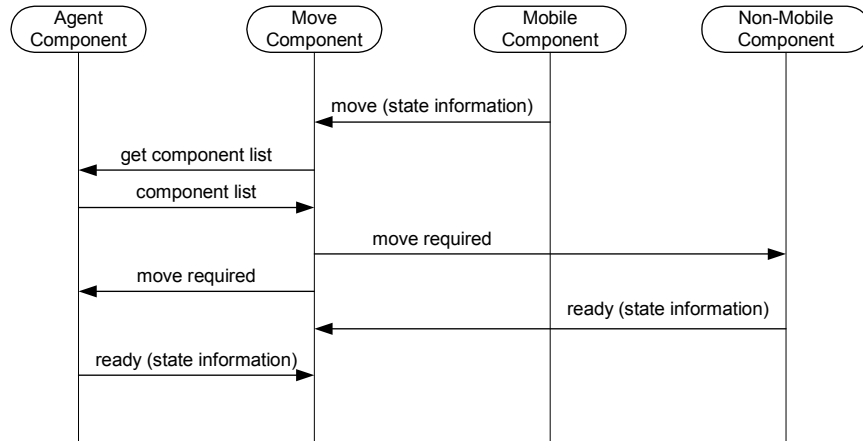 Agent
Component
Move
Component
Mobile
Component
Non-Mobile
Component
move (state information)
get component list
component list
move required
move required
ready (state information)
ready (state information)